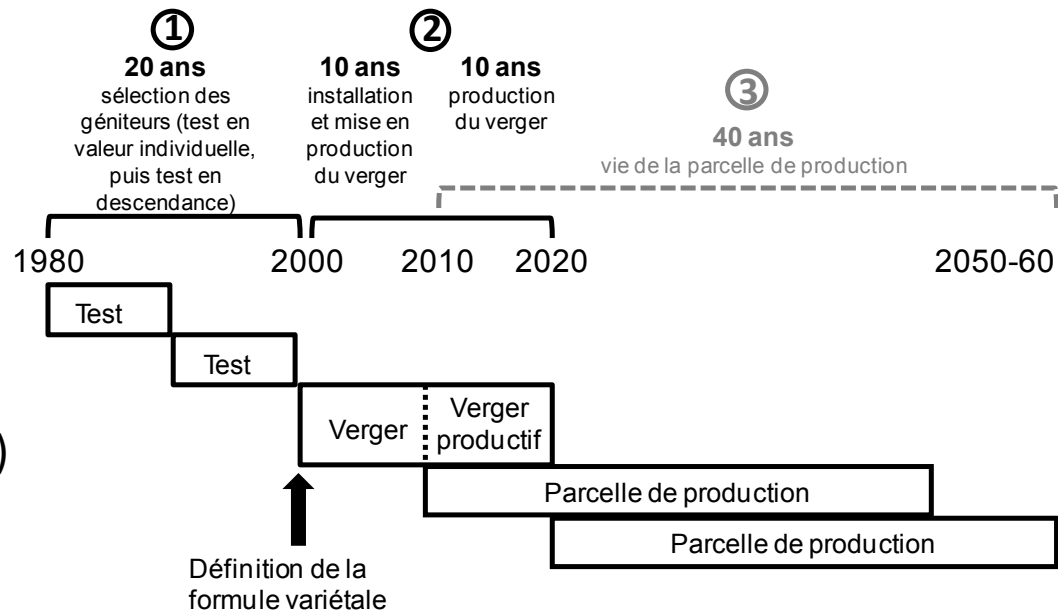 1
20 ans
sélection des
géniteurs (test en
valeur individuelle,
puis test en
descendance)
2
10 ans
installation
et mise en
production
du verger
10 ans
production
du verger
3
40 ans
vie de la parcelle de production
1980
2000
2010
2020
2050-60
Test
Test
Verger
Verger
productif
)
Parcelle de production
Parcelle de production
Définition de la
formule variétale